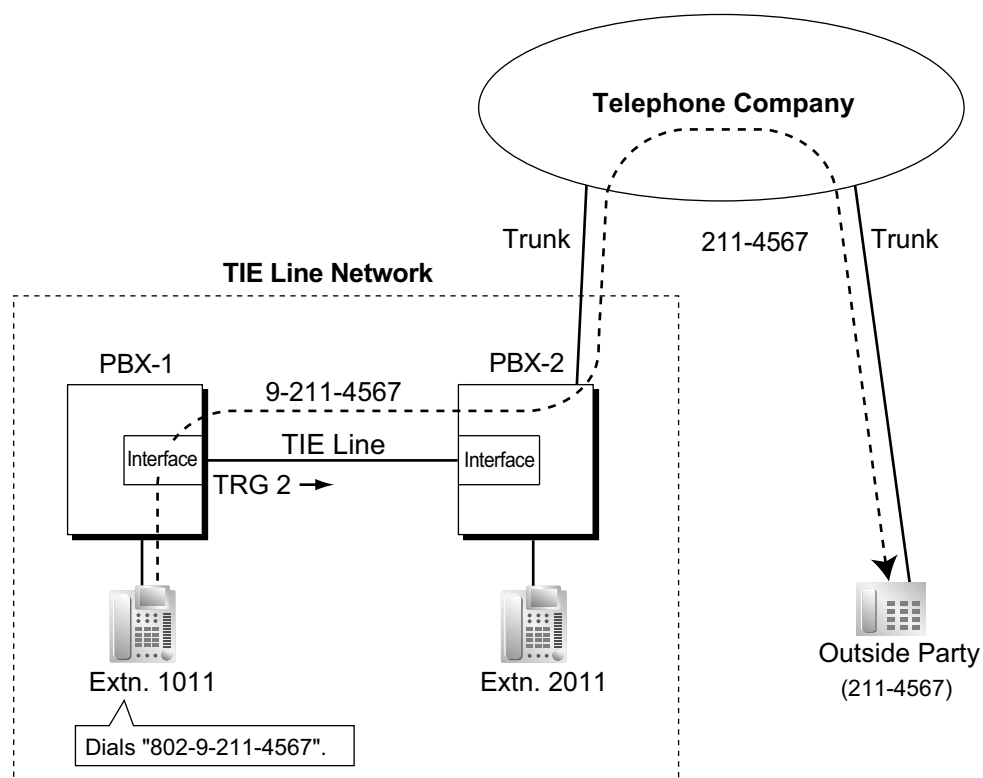 Telephone Company
Trunk
211-4567
Trunk
TIE Line Network
PBX-1
PBX-2
9-211-4567
Interface
TIE Line
Interface
TRG 2 →
Extn. 1011
Extn. 2011
Outside Party
(211-4567)
Dials "802-9-211-4567".